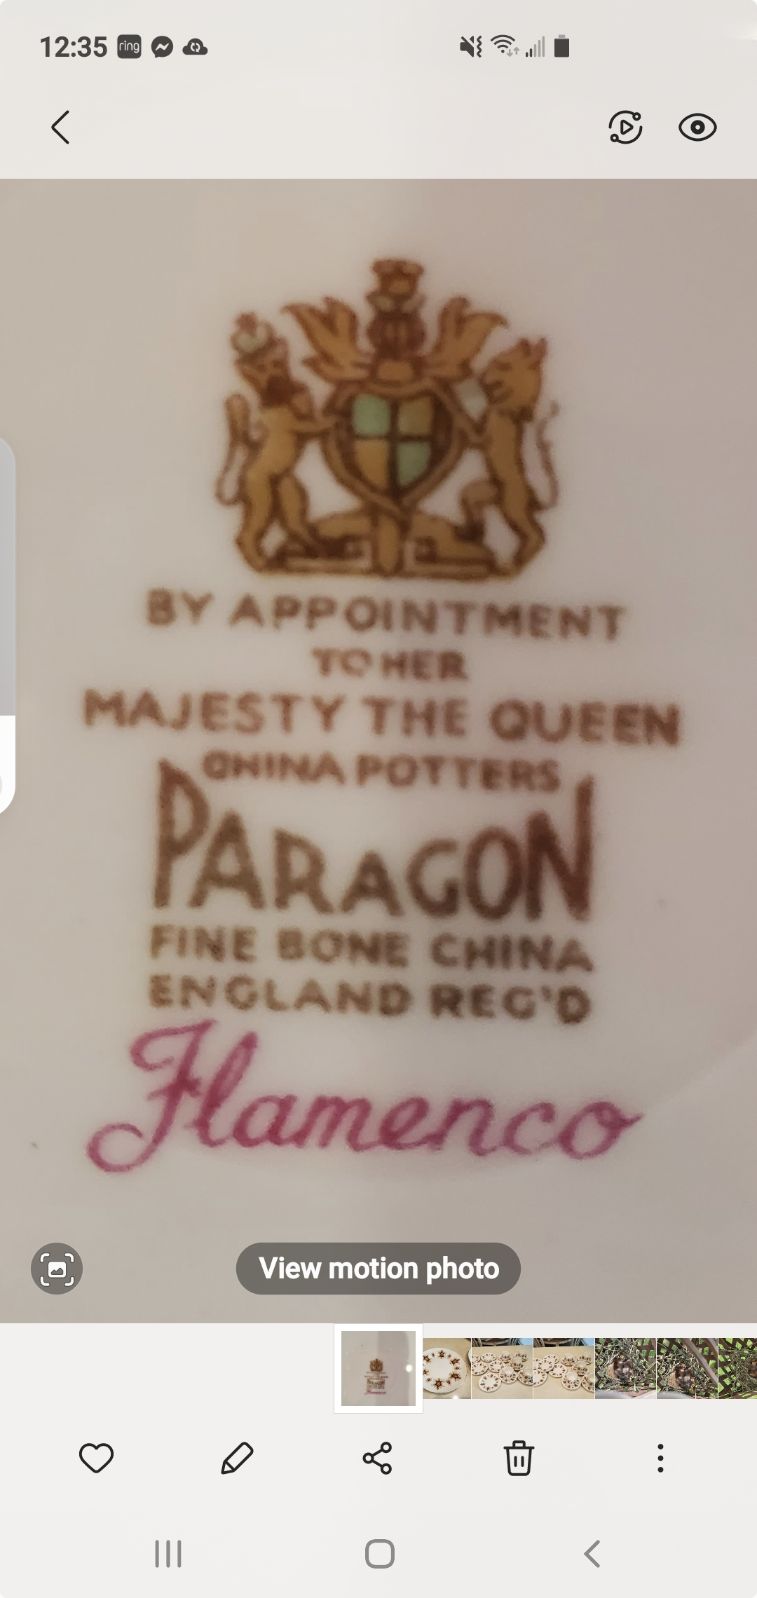 12:35
ring
BY APPOINTMENT
TO HER
MAJESTY THE QUEEN
CHINA POTTERS
PARAGON
FINE BONE CHINA
ENGLAND REG'D
Flamenco
View motion photo